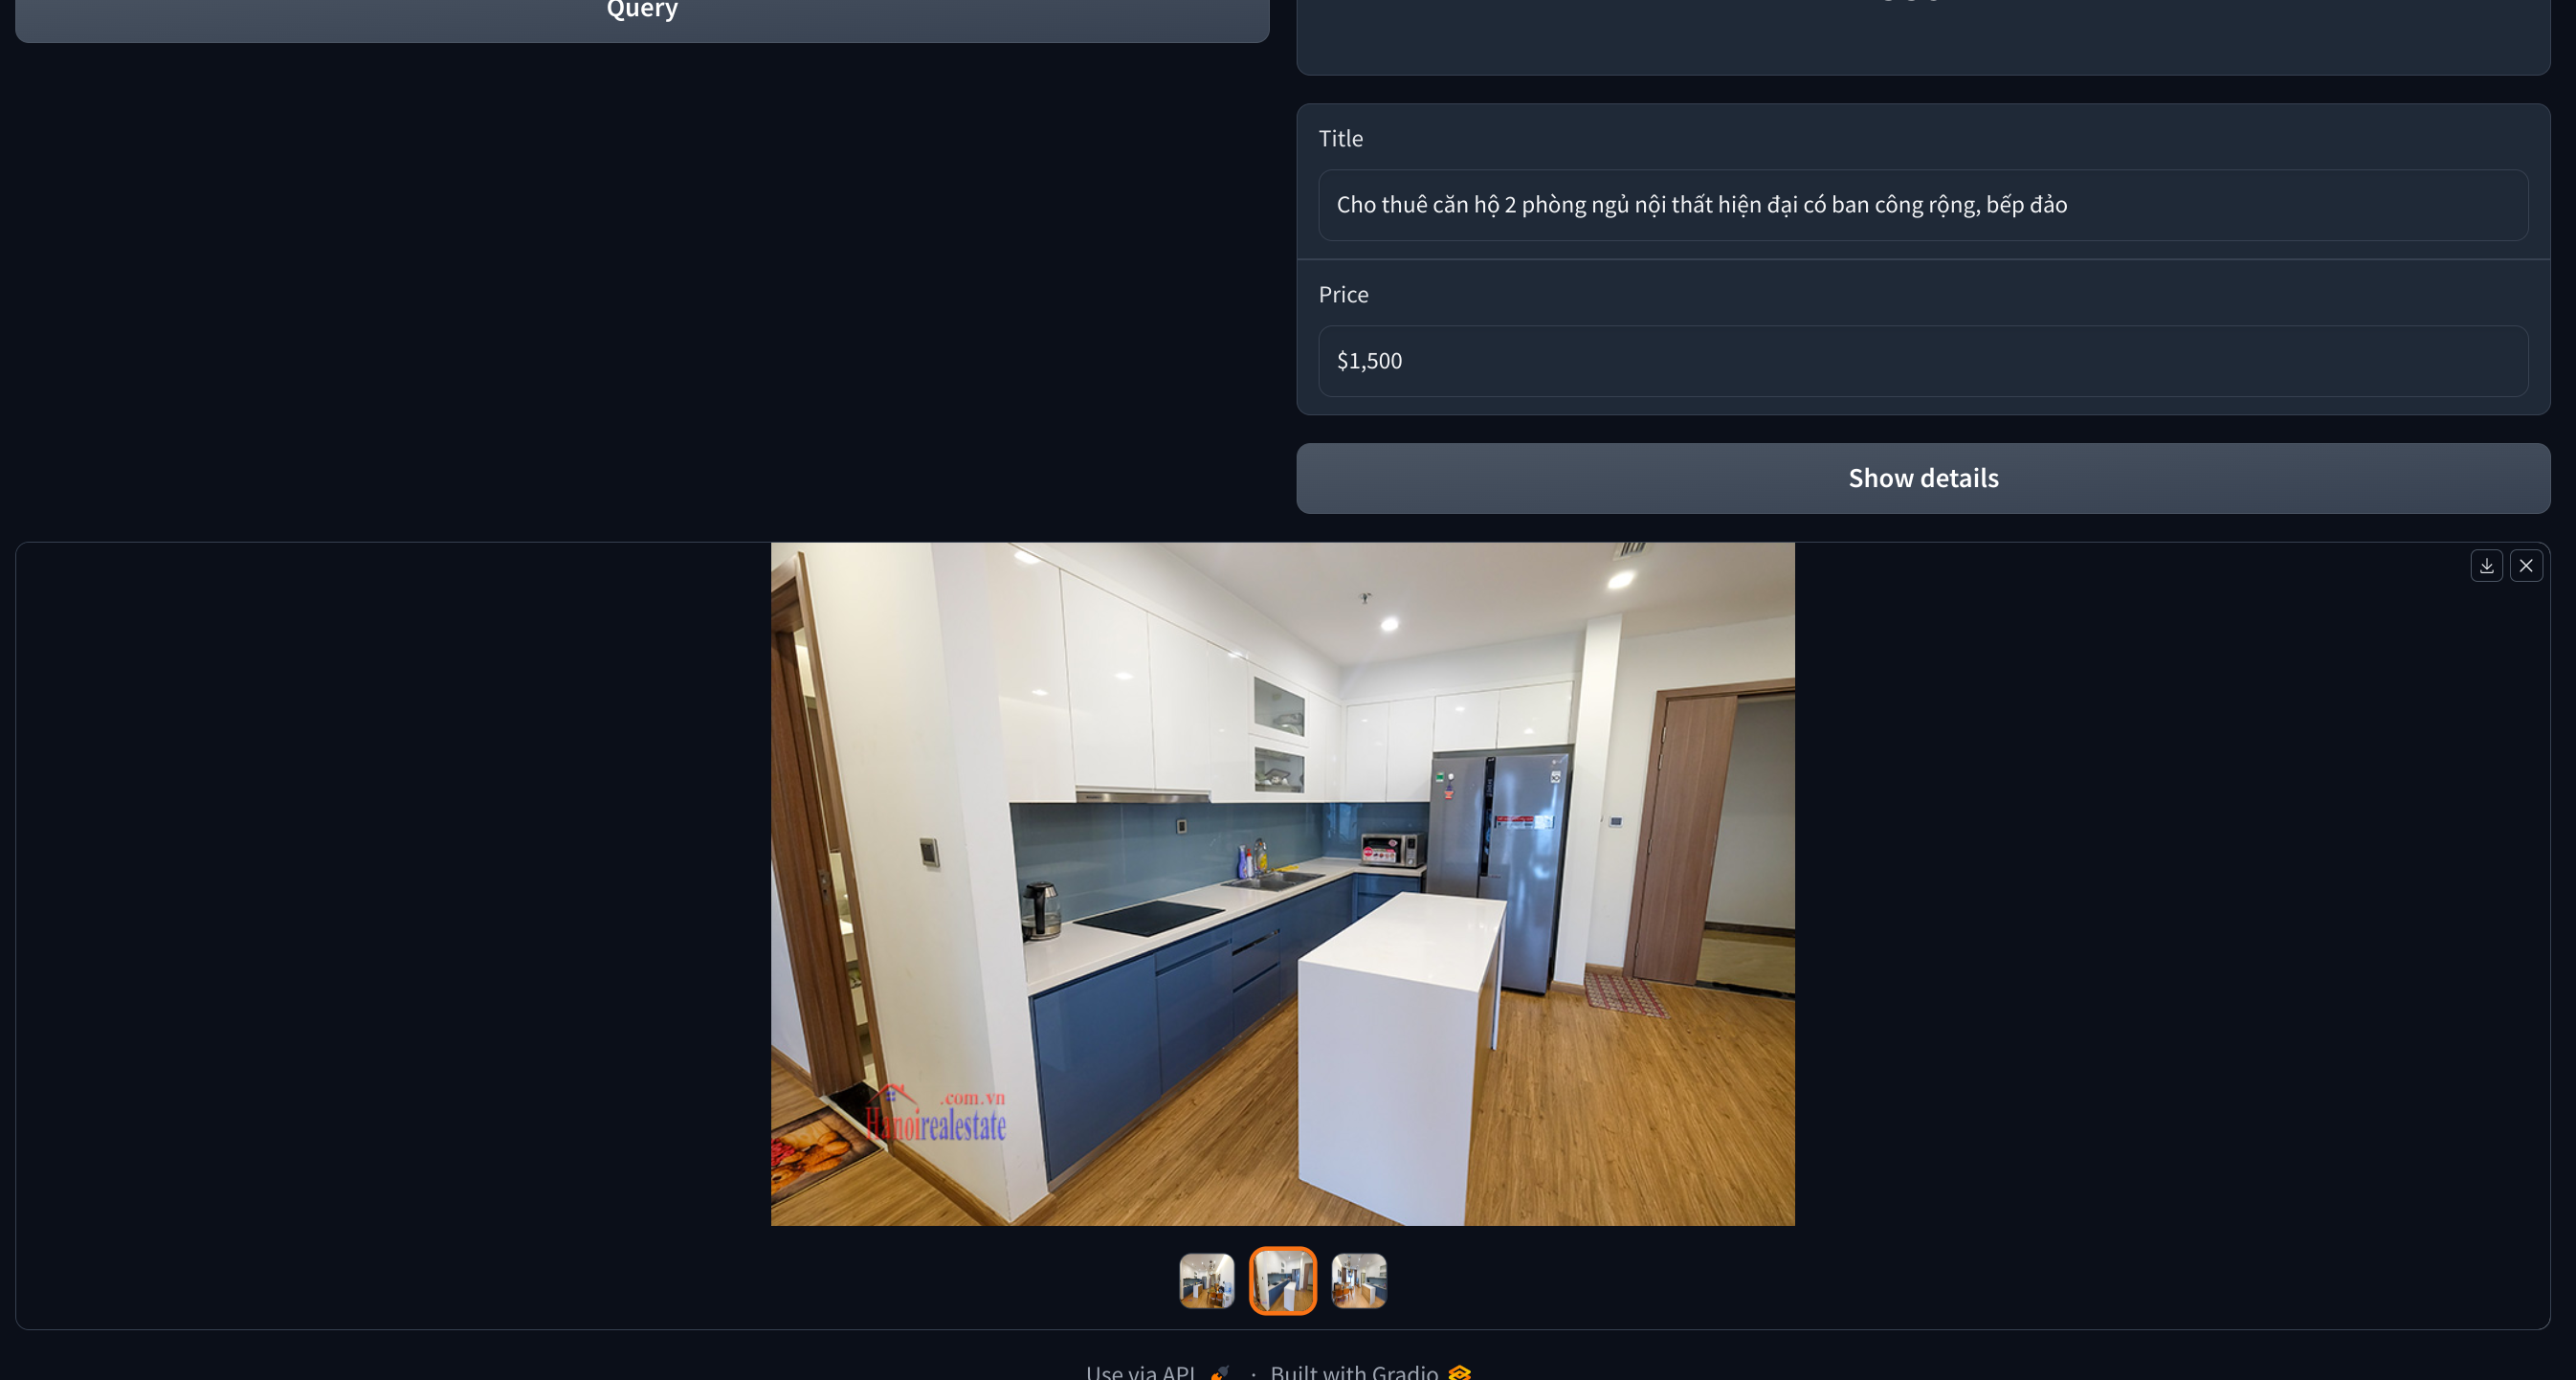 Query
Title
Cho thuê căn hộ 2 phòng ngủ nội thất hiện đại có ban công rộng, bếp đảo
Price
$1,500
Show details
.com.vn
Hanoirealestate
Use via API · Built with Gradio